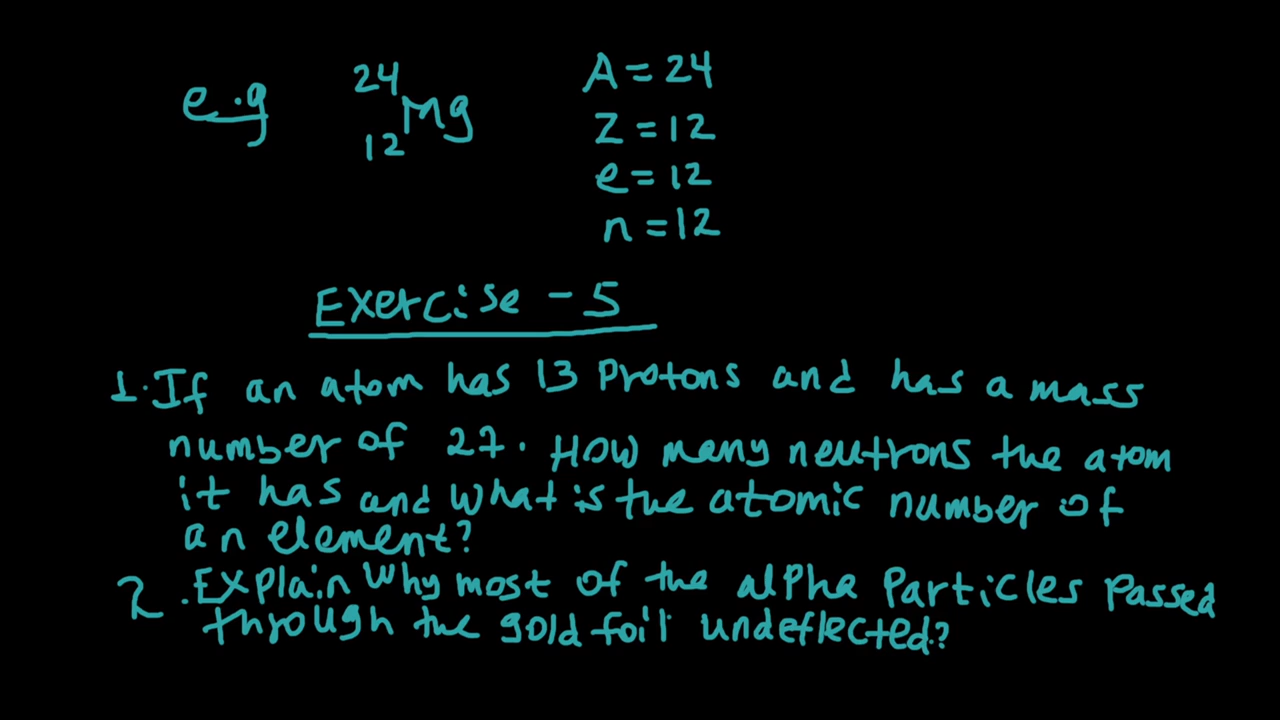 e.g 24 12 Mg A = 24
Z = 12
e = 12
n = 12
Exercise - 5
1. If an atom has 13 Protons and has a mass
number of 27. How many neutrons the atom
it has and what is the atomic number of
an element?
2. Explain Why most of the alpha Particles Passed
through the gold foil undeflected?